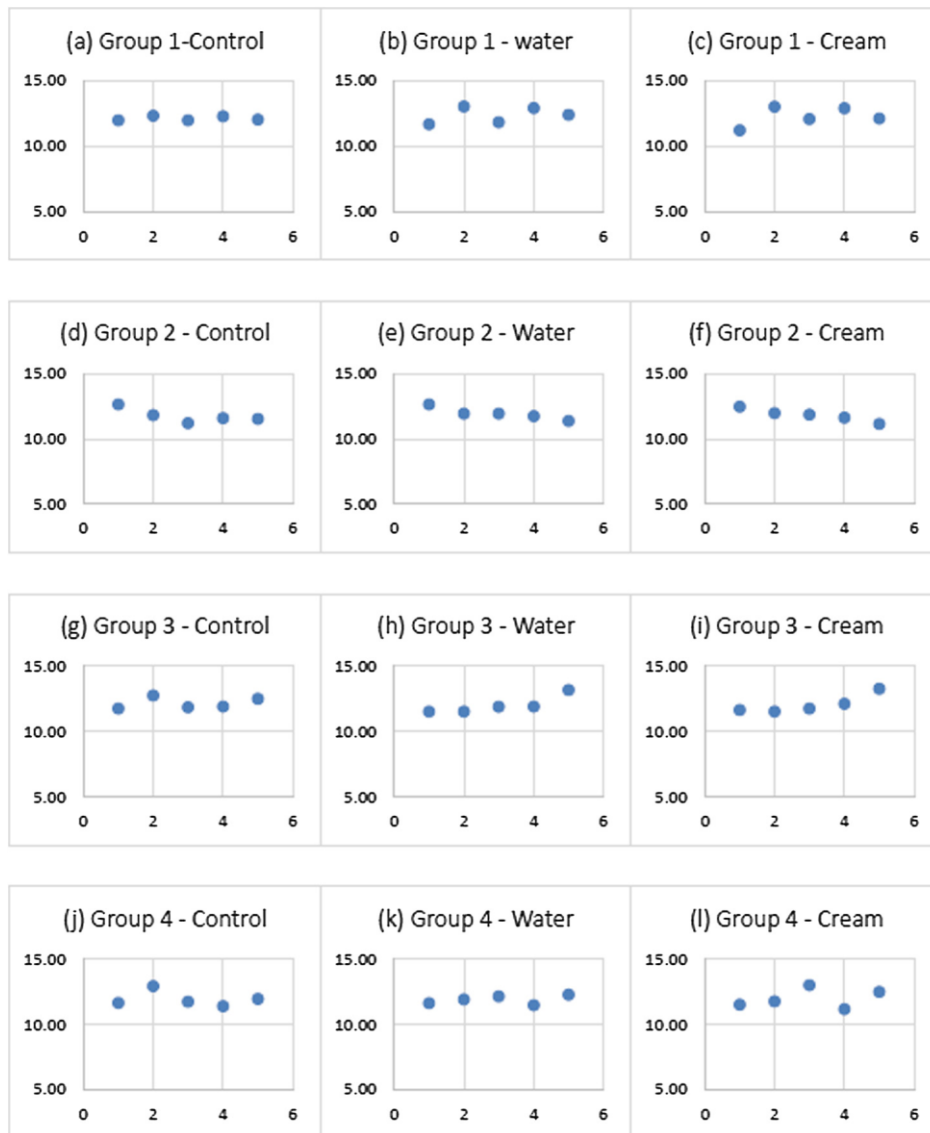 (a) Group 1-Control
15.00
10.00
5.00
0 2 4 6
(b) Group 1 - water
15.00
10.00
5.00
0 2 4 6
(c) Group 1 - Cream
15.00
10.00
5.00
0 2 4 6
(d) Group 2 - Control
15.00
10.00
5.00
0 2 4 6
(e) Group 2 - Water
15.00
10.00
5.00
0 2 4 6
(f) Group 2 - Cream
15.00
10.00
5.00
0 2 4 6
(g) Group 3 - Control
15.00
10.00
5.00
0 2 4 6
(h) Group 3 - Water
15.00
10.00
5.00
0 2 4 6
(i) Group 3 - Cream
15.00
10.00
5.00
0 2 4 6
(j) Group 4 - Control
15.00
10.00
5.00
0 2 4 6
(k) Group 4 - Water
15.00
10.00
5.00
0 2 4 6
(l) Group 4 - Cream
15.00
10.00
5.00
0 2 4 6